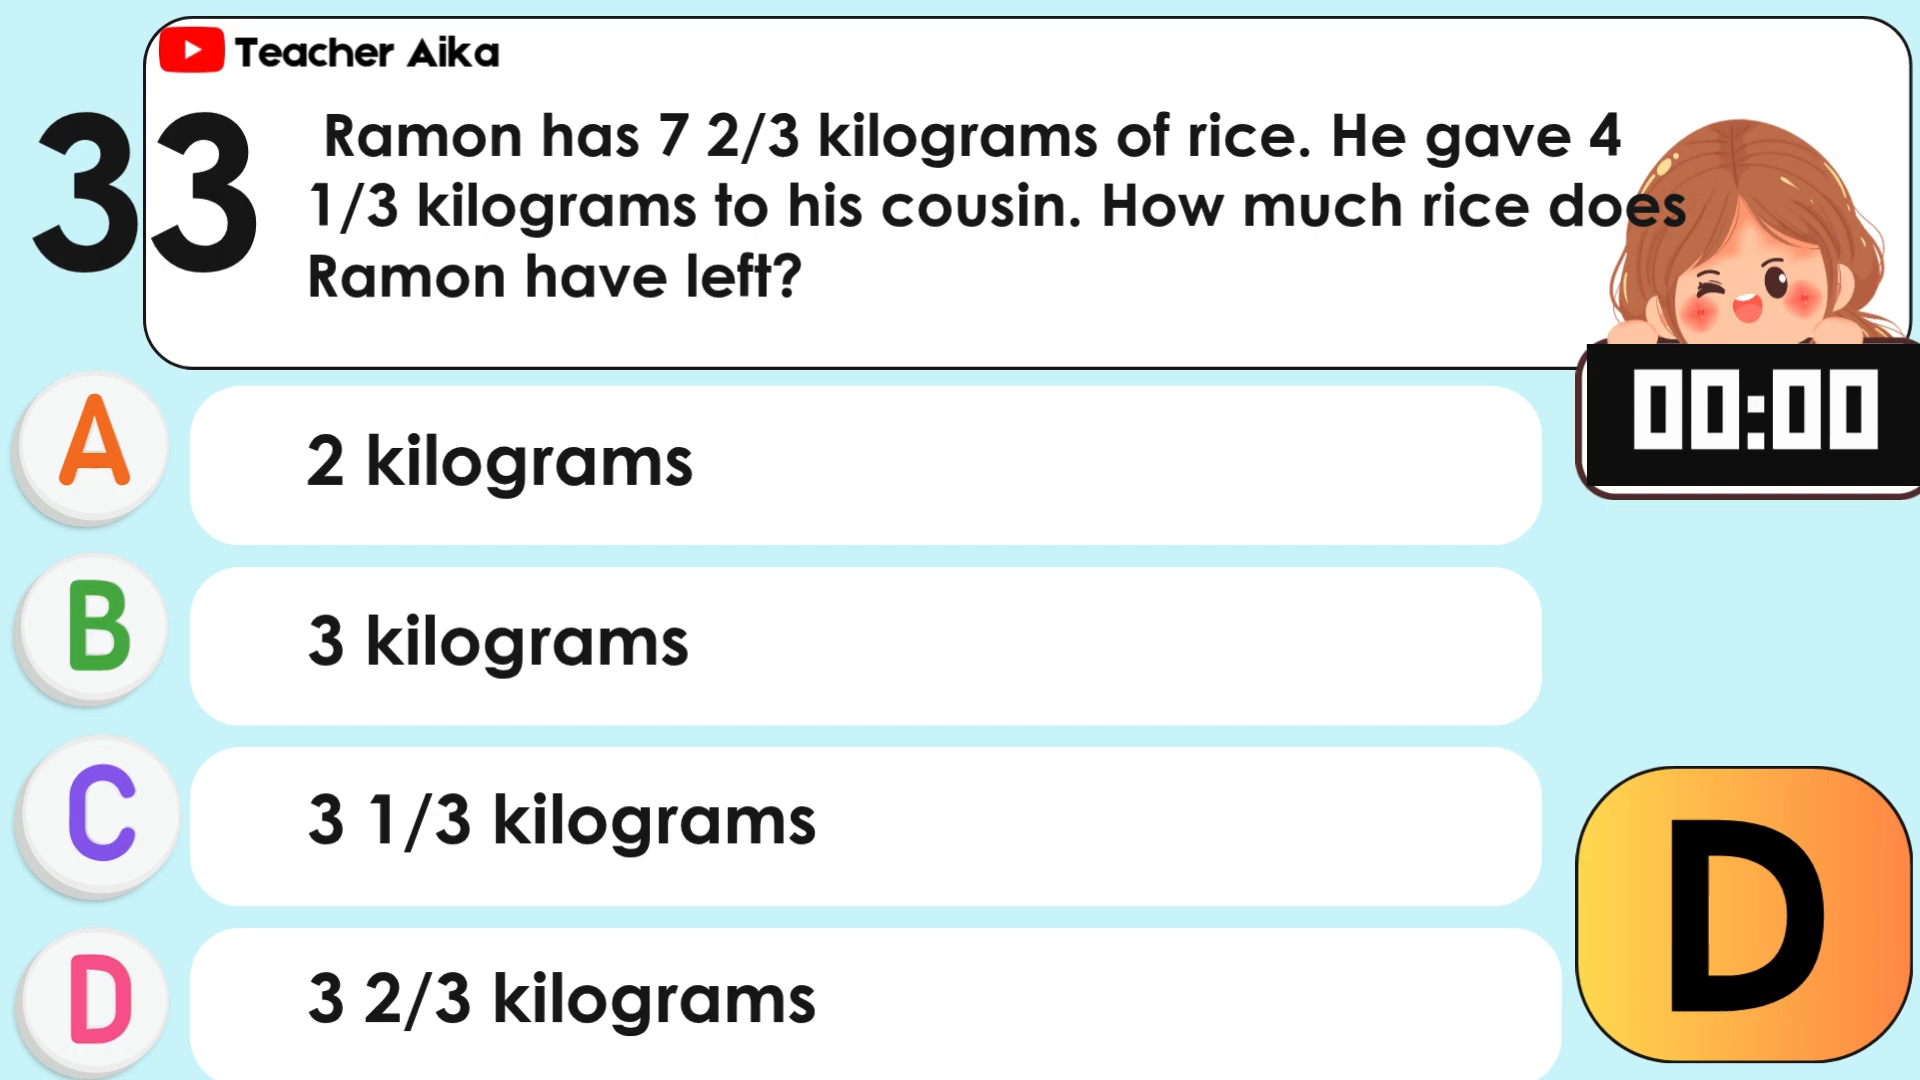 Teacher Aika
33
Ramon has 7 2/3 kilograms of rice. He gave 4
1/3 kilograms to his cousin. How much rice does
Ramon have left?
00:00
A
2 kilograms
B
3 kilograms
C
3 1/3 kilograms
D
3 2/3 kilograms
D